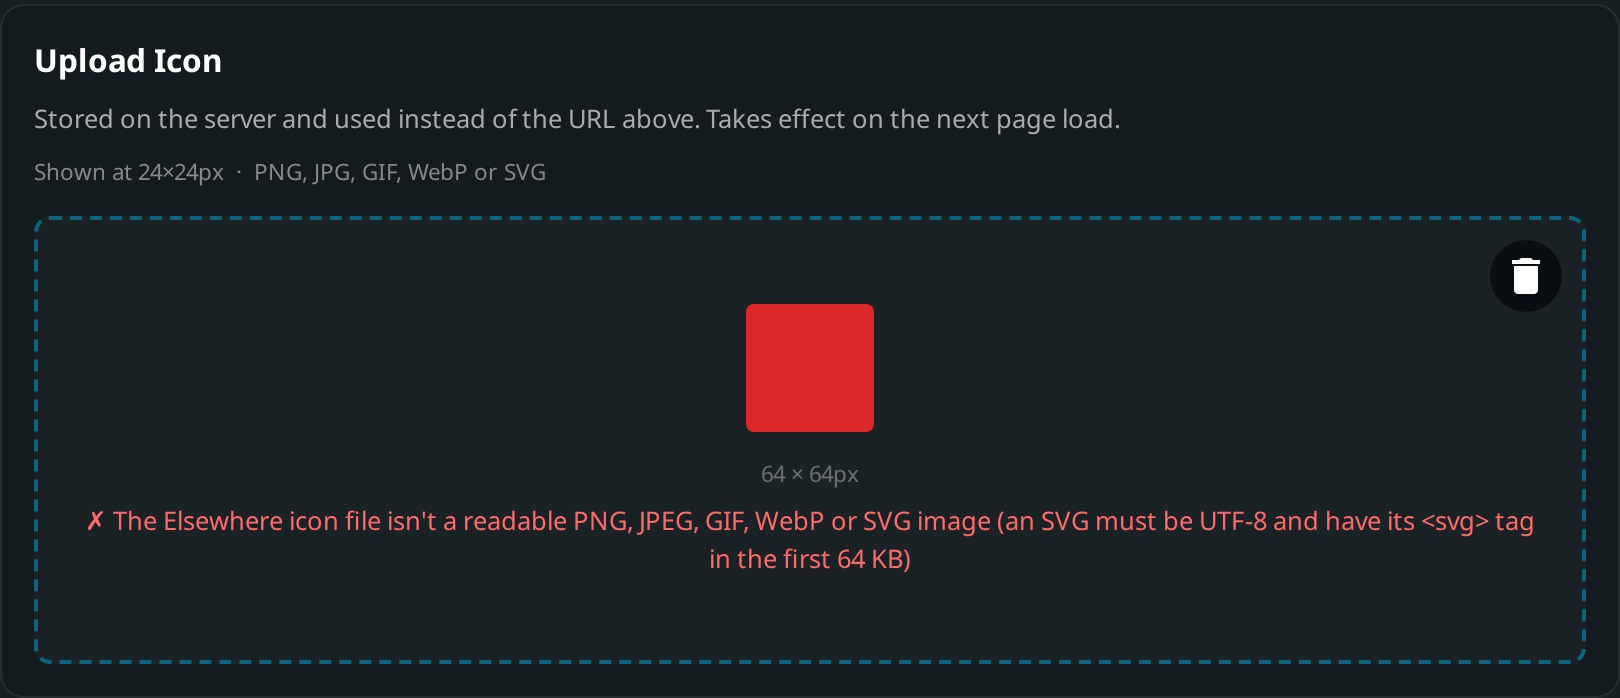 Upload Icon
Stored on the server and used instead of the URL above. Takes effect on the next page load.
Shown at 24×24px · PNG, JPG, GIF, WebP or SVG
64 × 64px
✗ The Elsewhere icon file isn't a readable PNG, JPEG, GIF, WebP or SVG image (an SVG must be UTF-8 and have its <svg> tag
in the first 64 KB)